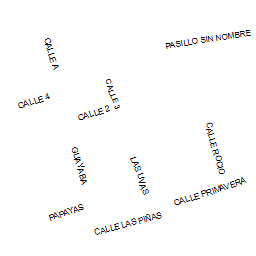 PASILLO SIN NOMBRE
CALLE A
CALLE 4
CALLE 3
CALLE 2
GUAYABA
LAS UVAS
CALLE ROCIO
CALLE PRIMAVERA
PAPAYAS
CALLE LAS PIÑAS